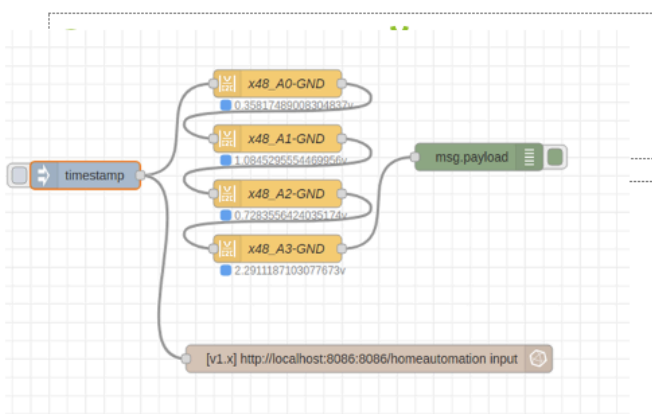 x48_A0-GND
0.35817489008304837v
x48_A1-GND
1.0845295554469956v
msg.payload
timestamp
x48_A2-GND
0.7283556424035174v
x48_A3-GND
2.2911187103077673v
[v1.x] http://localhost:8086:8086/homeautomation input